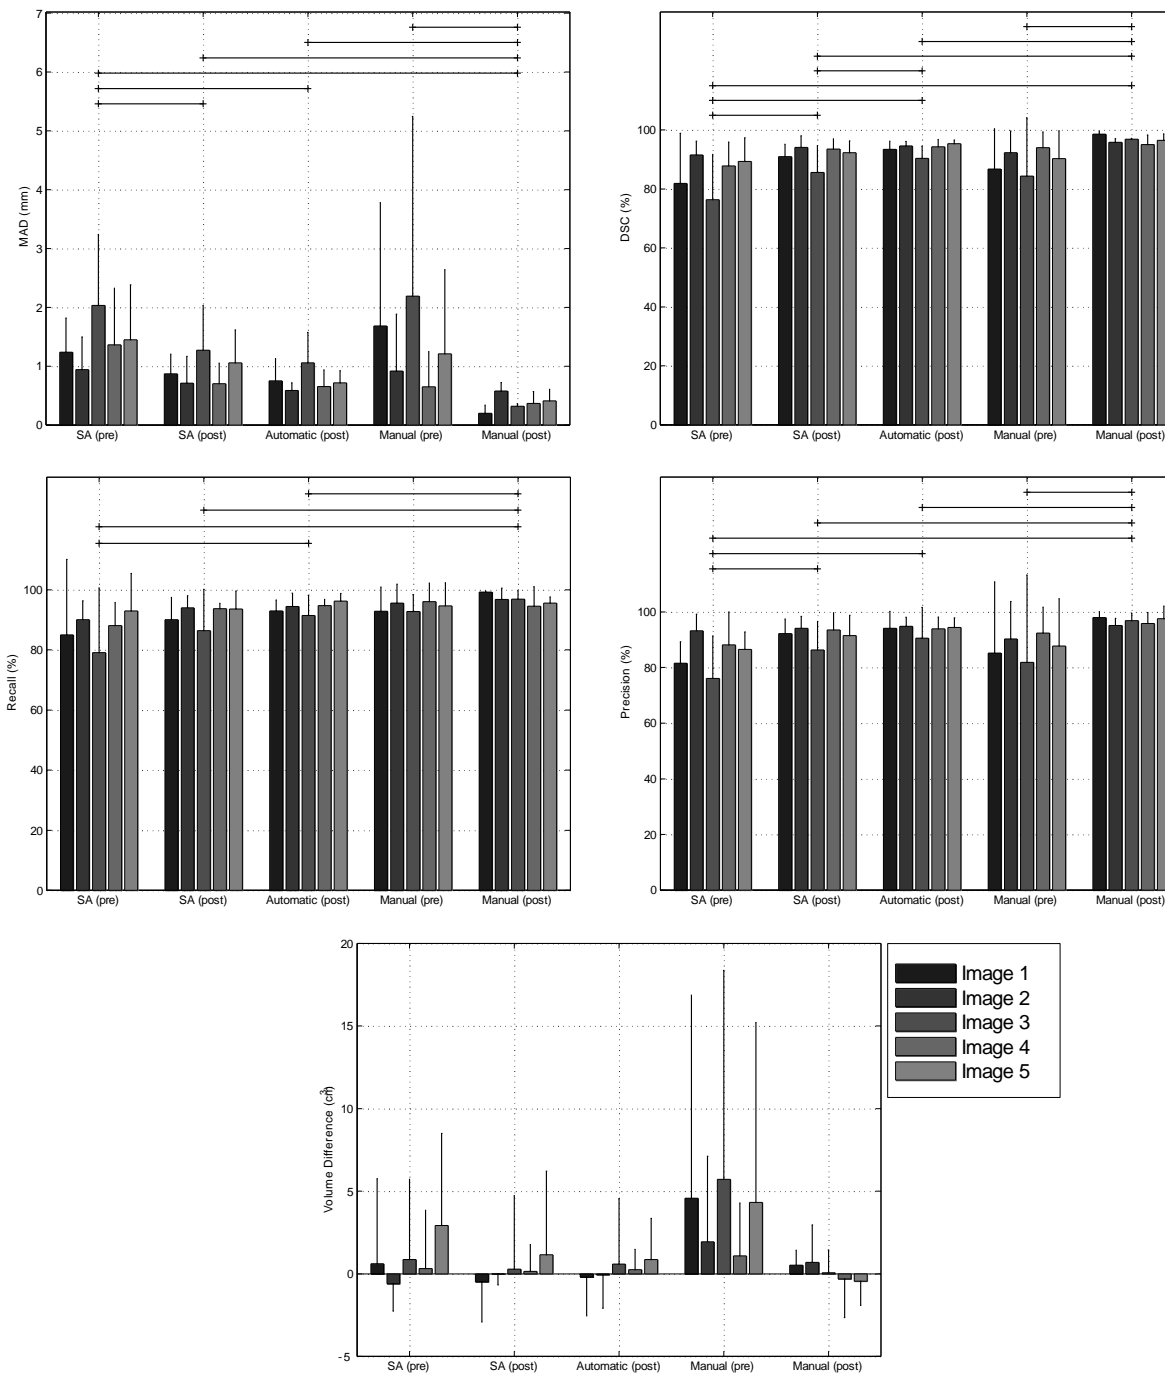 7
6
5
4
3
2
1
0
MAD (mm)
SA (pre) SA (post) Automatic (post) Manual (pre) Manual (post)
100
80
60
40
20
0
DSC (%)
SA (pre) SA (post) Automatic (post) Manual (pre) Manual (post)
100
80
60
40
20
0
Recall (%)
SA (pre) SA (post) Automatic (post) Manual (pre) Manual (post)
100
80
60
40
20
0
Precision (%)
SA (pre) SA (post) Automatic (post) Manual (pre) Manual (post)
20
15
10
5
0
-5
Volume Difference (cm³)
SA (pre) SA (post) Automatic (post) Manual (pre) Manual (post)
Image 1
Image 2
Image 3
Image 4
Image 5